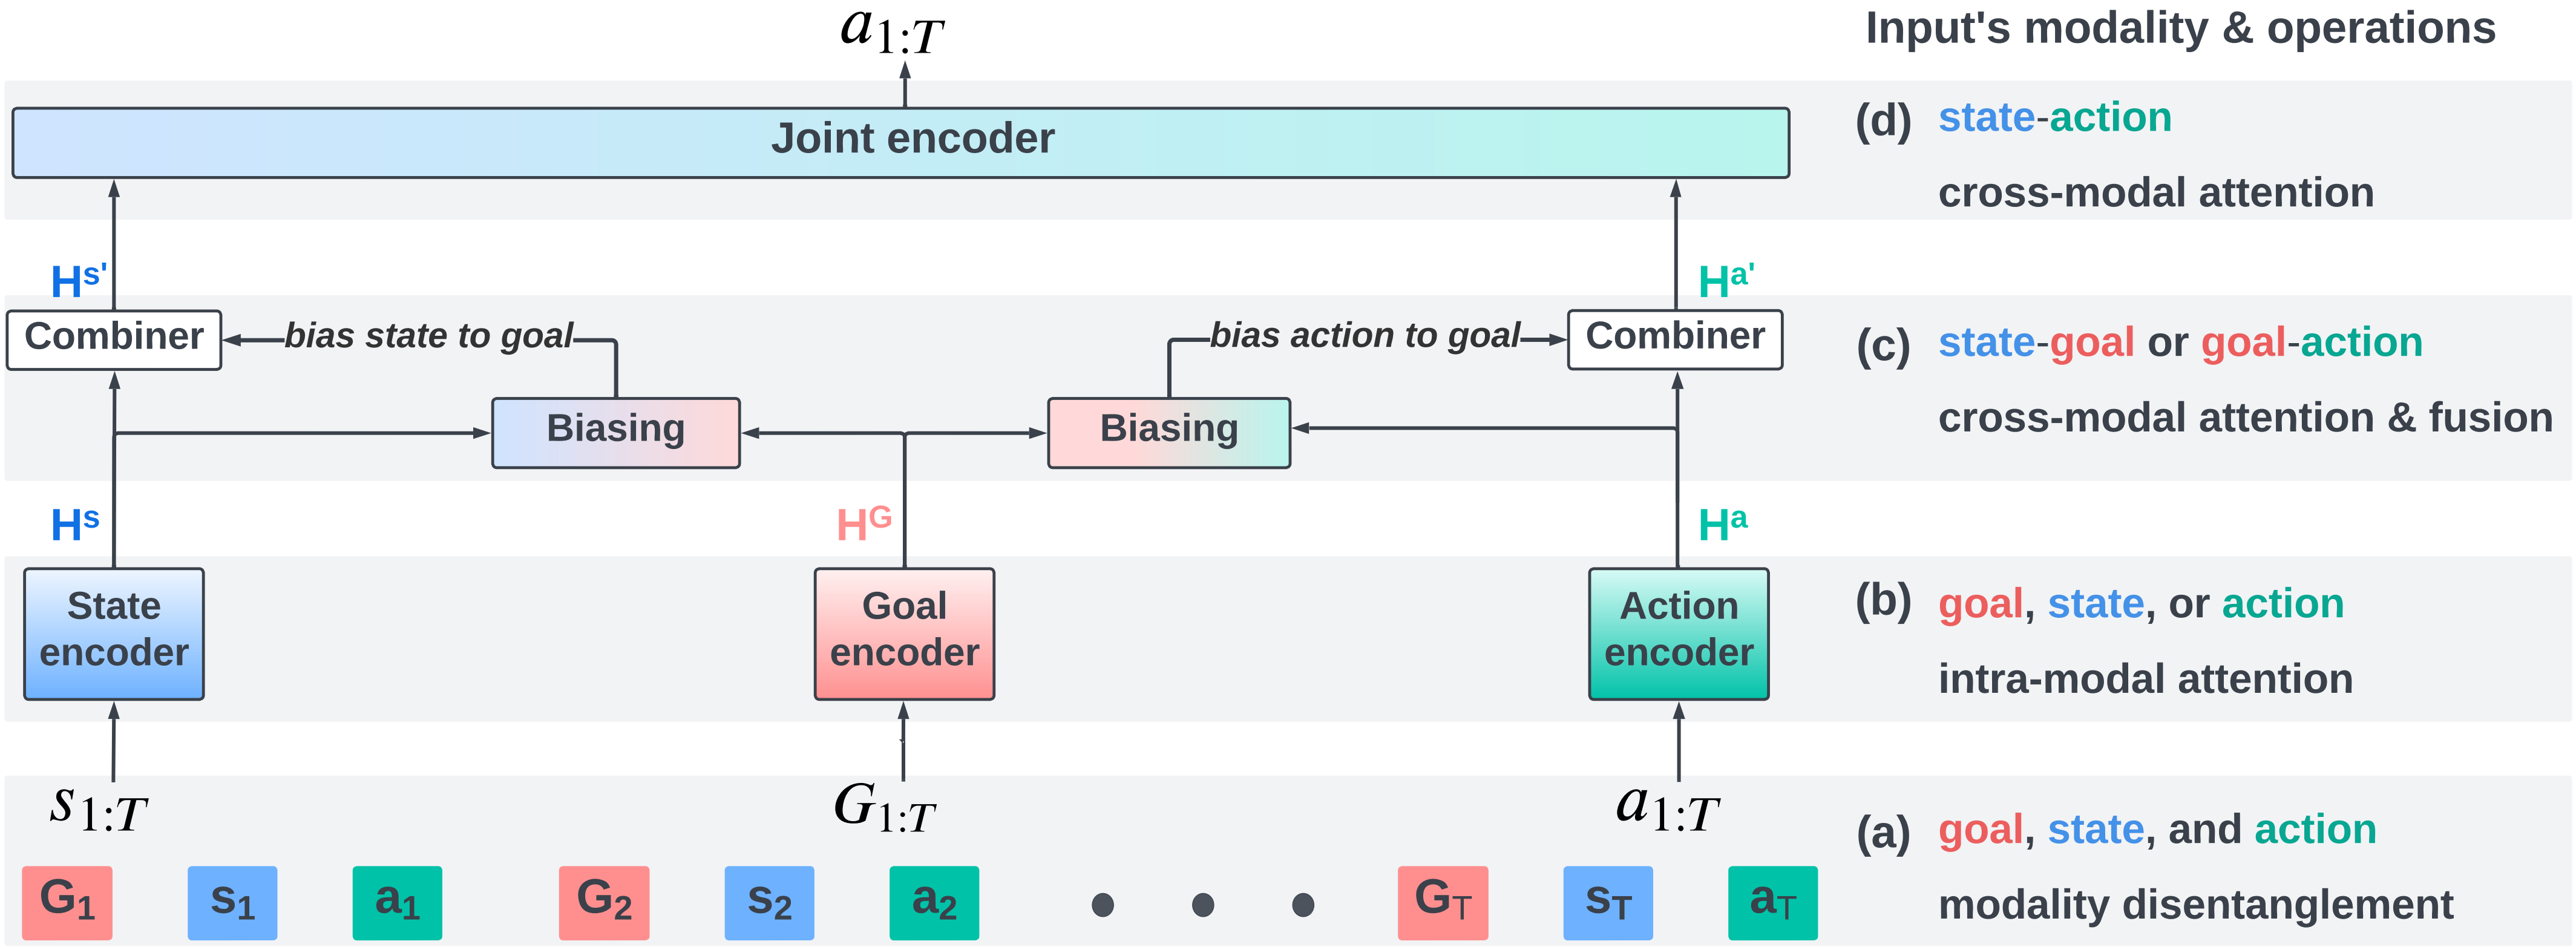 a1:T
Input's modality & operations
Joint encoder
(d) state-action
cross-modal attention
Hs'
Ha'
Combiner
bias state to goal
bias action to goal
Combiner
(c) state-goal or goal-action
cross-modal attention & fusion
Biasing
Biasing
Hs
HG
Ha
State
encoder
Goal
encoder
Action
encoder
(b) goal, state, or action
intra-modal attention
s1:T
G1:T
a1:T
(a) goal, state, and action
modality disentanglement
G1 s1 a1 G2 s2 a2 • • • GT sT aT